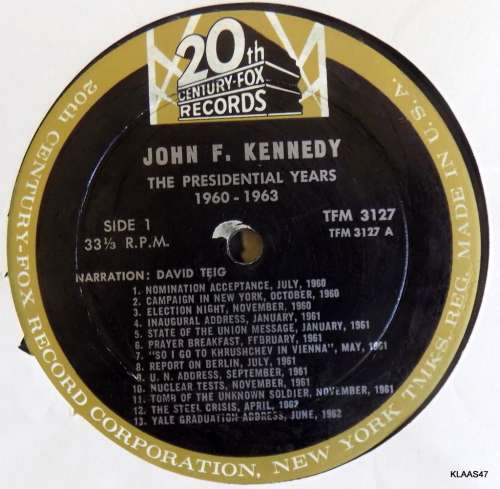 20th
CENTURY-FOX
RECORDS
JOHN F. KENNEDY
THE PRESIDENTIAL YEARS
1960 - 1963
SIDE 1
33⅓ R.P.M.
TFM 3127
TFM 3127 A
NARRATION: DAVID TEIG
1. NOMINATION ACCEPTANCE, JULY, 1960
2. CAMPAIGN IN NEW YORK, OCTOBER, 1960
3. ELECTION NIGHT, NOVEMBER, 1960
4. INAUGURAL ADDRESS, JANUARY, 1961
5. STATE OF THE UNION MESSAGE, JANUARY, 1961
6. PRAYER BREAKFAST, FEBRUARY, 1961
7. "SO I GO TO KHRUSHCHEV IN VIENNA", MAY, 1961
8. REPORT ON BERLIN, JULY, 1961
9. U. N. ADDRESS, SEPTEMBER, 1961
10. NUCLEAR TESTS, NOVEMBER, 1961
11. TOMB OF THE UNKNOWN SOLDIER, NOVEMBER, 1961
12. THE STEEL CRISIS, APRIL, 1962
13. YALE GRADUATION ADDRESS, JUNE, 1962
20th CENTURY-FOX RECORD CORPORATION, NEW YORK TMKS. REG. MADE IN U.S.A.
KLAAS47